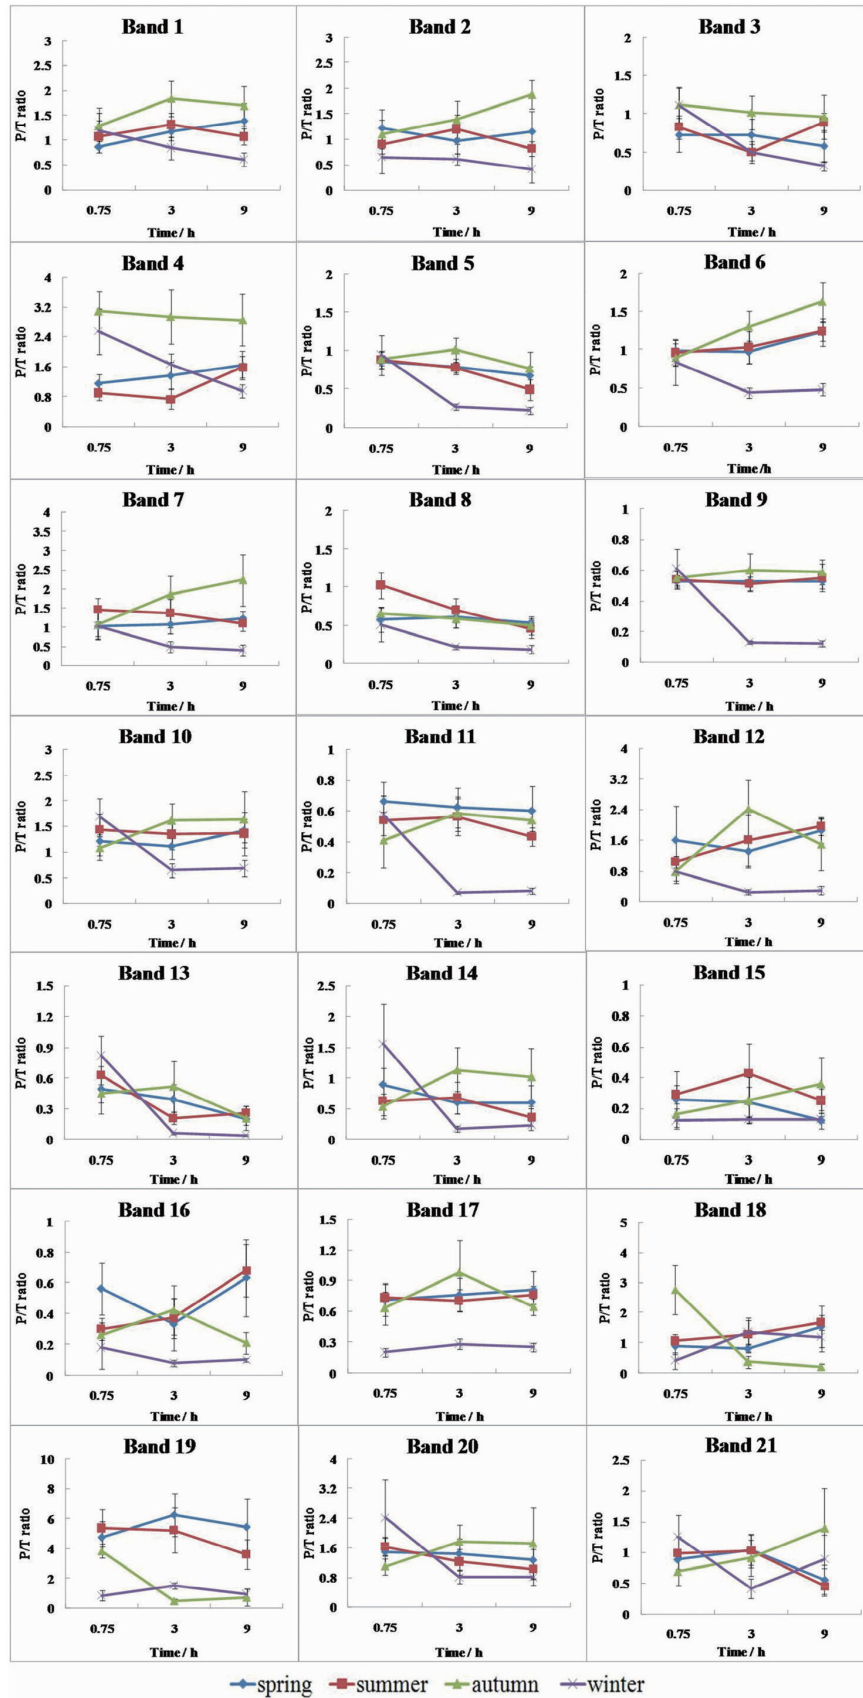 Band 1
3
2.5
2
1.5
1
0.5
0
P/T ratio
0.75 3 9
Time / h
Band 2
3
2.5
2
1.5
1
0.5
0
P/T ratio
0.75 3 9
Time / h
Band 3
2
1.5
1
0.5
0
P/T ratio
0.75 3 9
Time / h
Band 4
4
3.2
2.4
1.6
0.8
0
P/T ratio
0.75 3 9
Time / h
Band 5
2
1.5
1
0.5
0
P/T ratio
0.75 3 9
Time / h
Band 6
2
1.5
1
0.5
0
P/T ratio
0.75 3 9
Time /h
Band 7
4
3.5
3
2.5
2
1.5
1
0.5
0
P/T ratio
0.75 3 9
Time / h
Band 8
2
1.5
1
0.5
0
P/T ratio
0.75 3 9
Time / h
Band 9
1
0.8
0.6
0.4
0.2
0
P/T ratio
0.75 3 9
Time / h
Band 10
3
2.5
2
1.5
1
0.5
0
P/T ratio
0.75 3 9
Time / h
Band 11
1
0.8
0.6
0.4
0.2
0
P/T ratio
0.75 3 9
Time / h
Band 12
4
3.2
2.4
1.6
0.8
0
P/T ratio
0.75 3 9
Time / h
Band 13
1.5
1.2
0.9
0.6
0.3
0
P/T ratio
0.75 3 9
Time / h
Band 14
2.5
2
1.5
1
0.5
0
P/T ratio
0.75 3 9
Time / h
Band 15
1
0.8
0.6
0.4
0.2
0
P/T ratio
0.75 3 9
Time / h
Band 16
1
0.8
0.6
0.4
0.2
0
P/T ratio
0.75 3 9
Time / h
Band 17
1.5
1.2
0.9
0.6
0.3
0
P/T ratio
0.75 3 9
Time / h
Band 18
5
4
3
2
1
0
P/T ratio
0.75 3 9
Time / h
Band 19
10
8
6
4
2
0
P/T ratio
0.75 3 9
Time / h
Band 20
4
3.2
2.4
1.6
0.8
0
P/T ratio
0.75 3 9
Time / h
Band 21
2.5
2
1.5
1
0.5
0
P/T ratio
0.75 3 9
Time / h
spring summer autumn winter